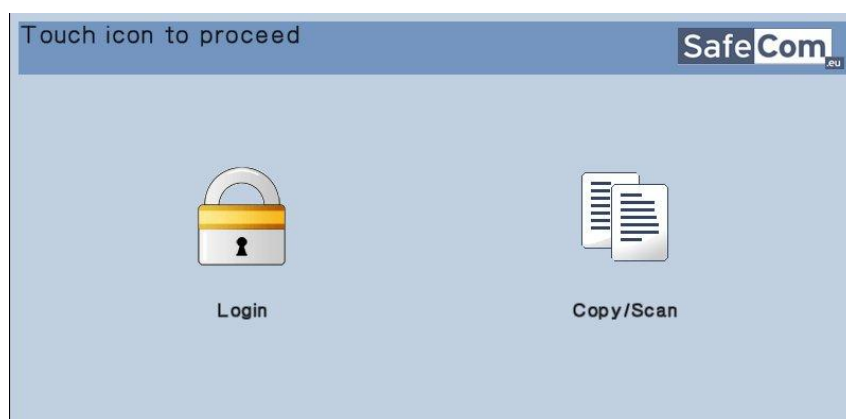 Touch icon to proceed
SafeCom
.eu
Login
Copy/Scan